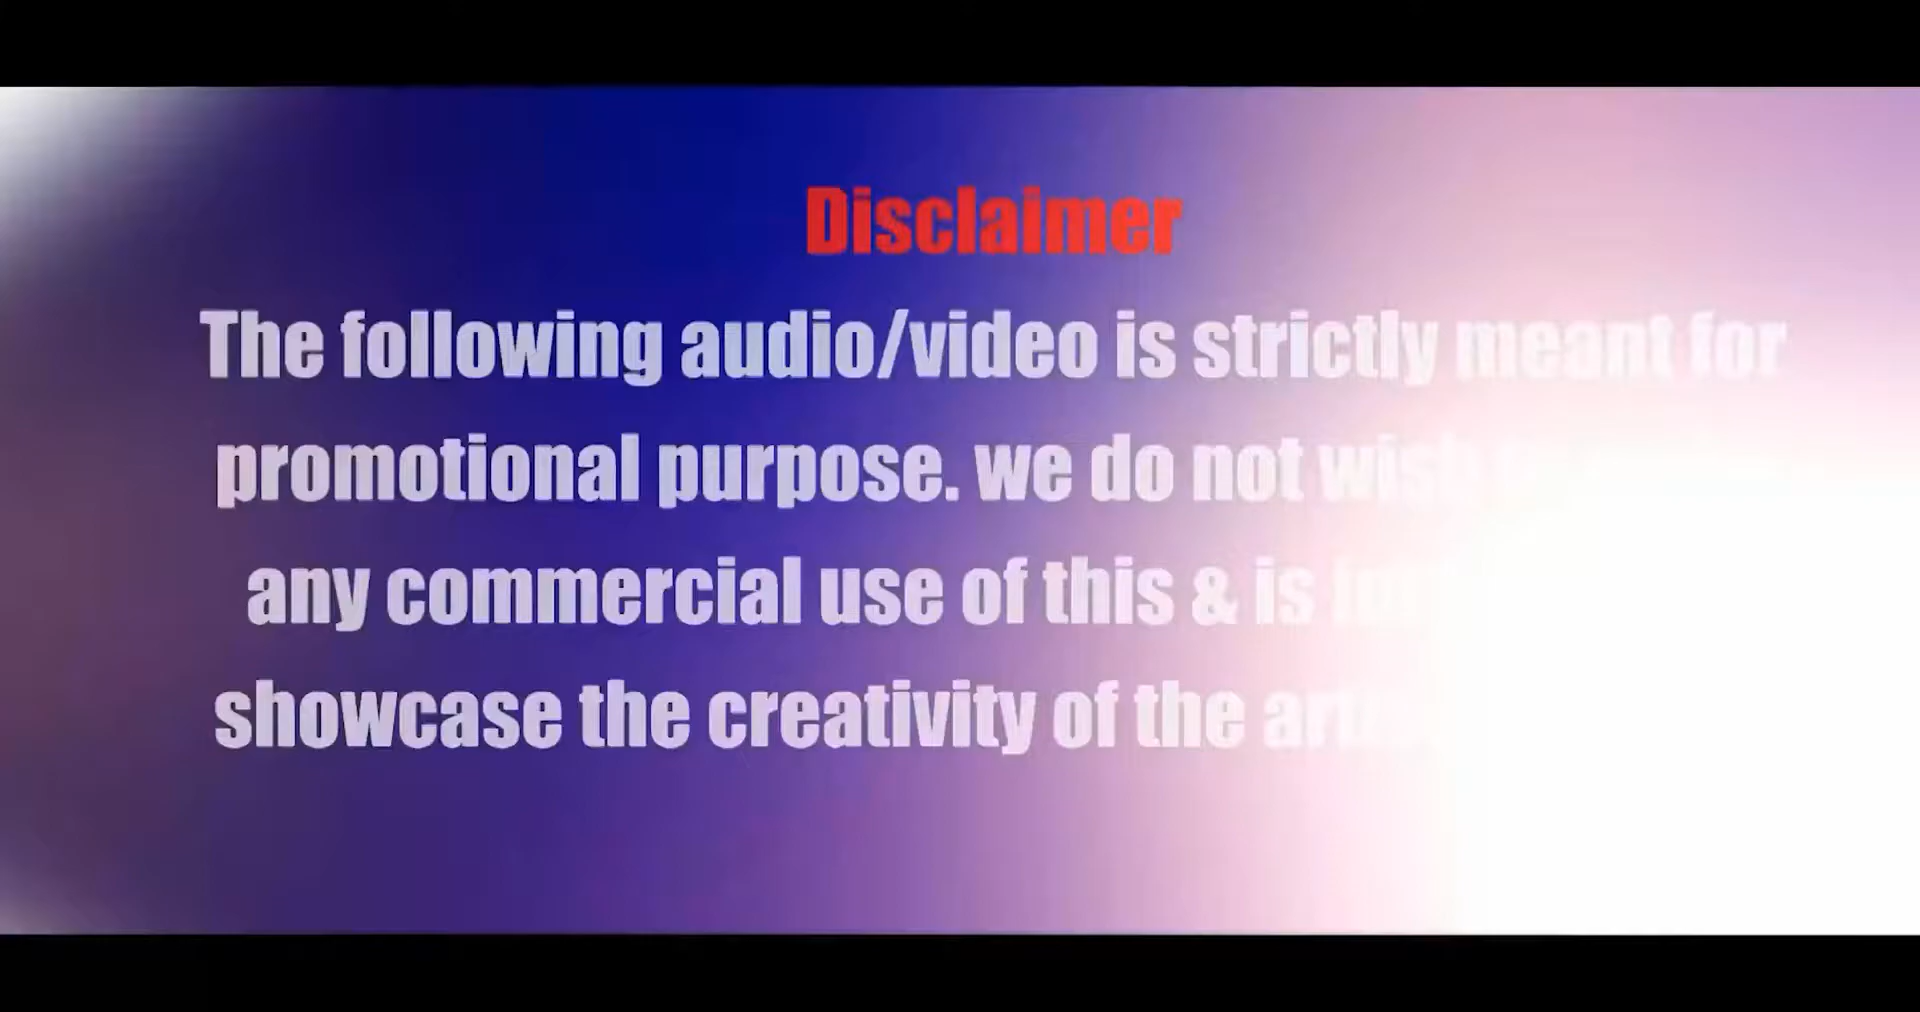 Disclaimer
The following audio/video is strictly meant for
promotional purpose. we do not wish
any commercial use of this & is
showcase the creativity of the